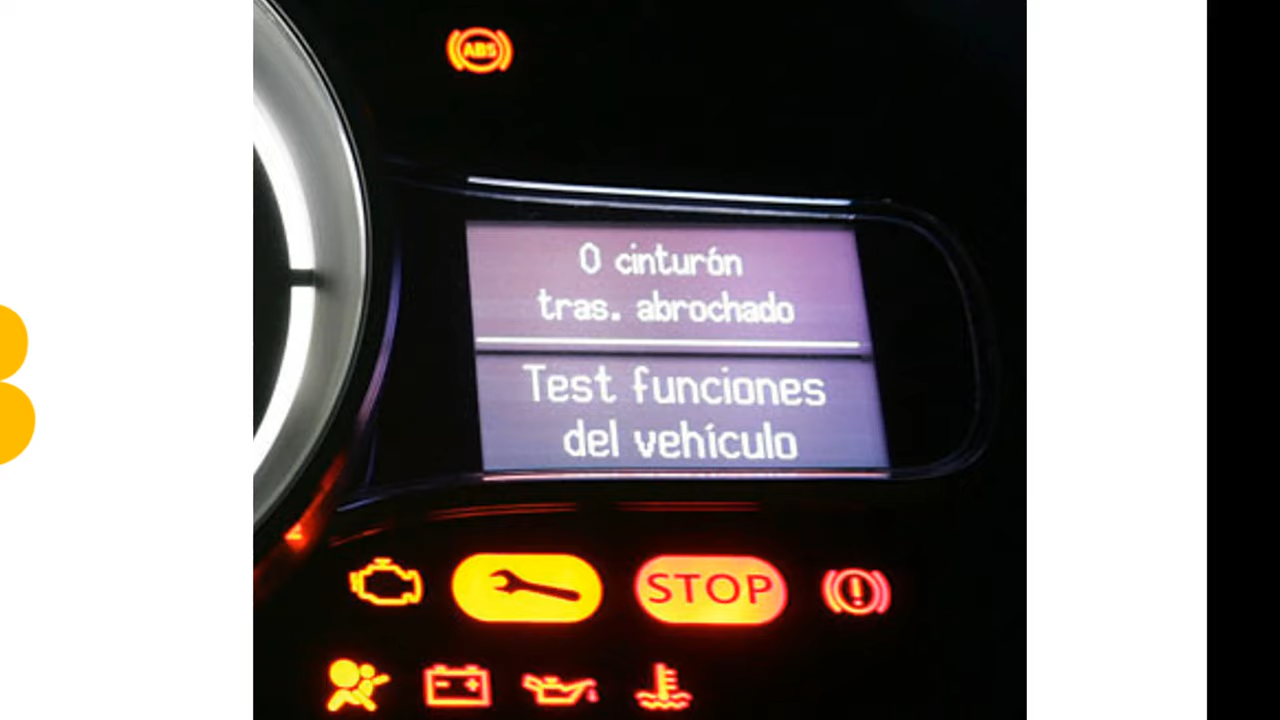 ABS
0 cinturón
tras. abrochado
Test funciones
del vehículo
STOP